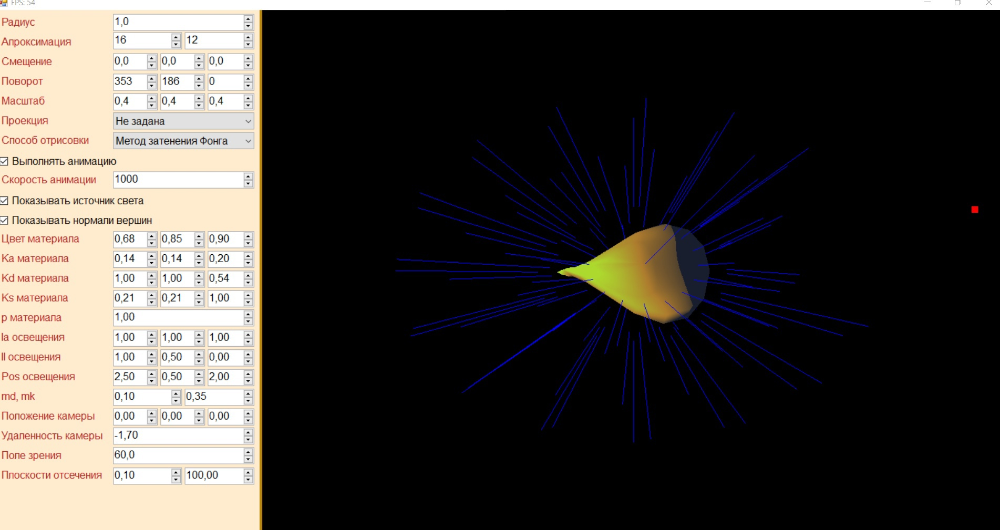 FPS: 54
Радиус 1,0
Апроксимация 16 12
Смещение 0,0 0,0 0,0
Поворот 353 186 0
Масштаб 0,4 0,4 0,4
Проекция Не задана
Способ отрисовки Метод затенения Фонга
Выполнять анимацию
Скорость анимации 1000
Показывать источник света
Показывать нормали вершин
Цвет материала 0,68 0,85 0,90
Ka материала 0,14 0,14 0,20
Kd материала 1,00 1,00 0,54
Ks материала 0,21 0,21 1,00
p материала 1,00
Ia освещения 1,00 1,00 1,00
Il освещения 1,00 0,50 0,00
Pos освещения 2,50 0,50 2,00
md, mk 0,10 0,35
Положение камеры 0,00 0,00 0,00
Удаленность камеры -1,70
Поле зрения 60,0
Плоскости отсечения 0,10 100,00